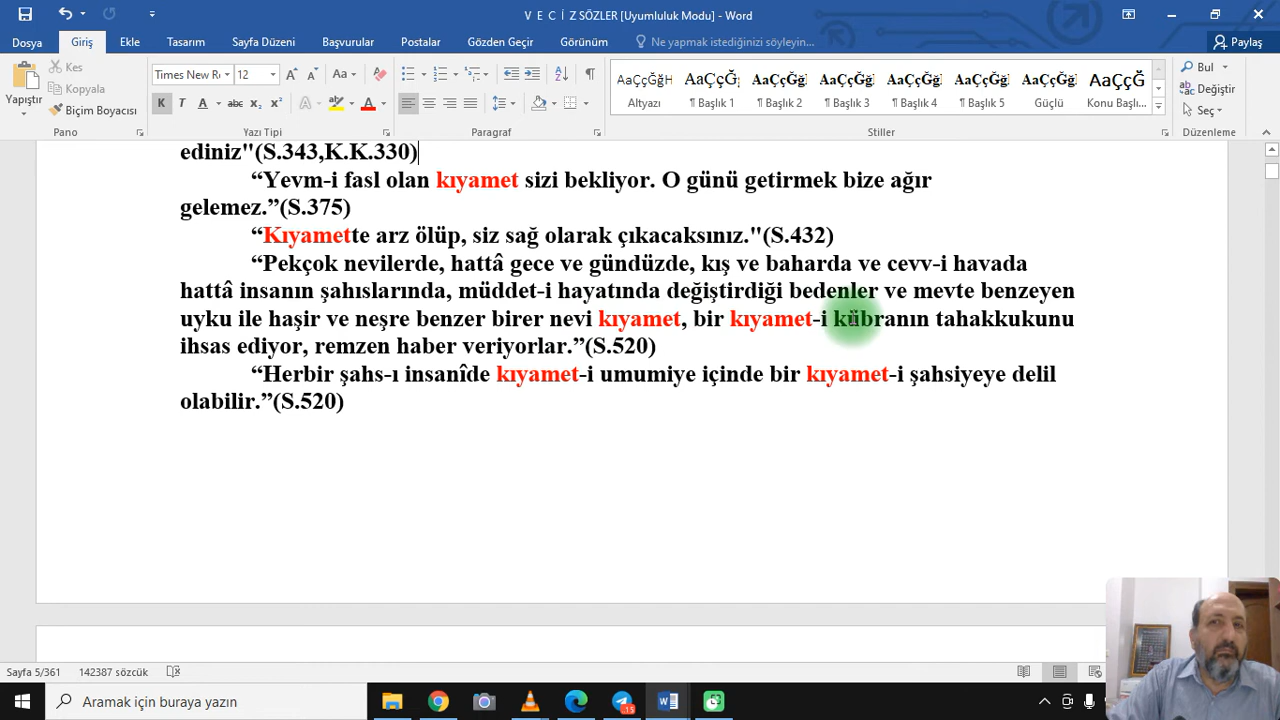 V E C İ Z SÖZLER [Uyumluluk Modu] - Word
Dosya Giriş Ekle Tasarım Sayfa Düzeni Başvurular Postalar Gözden Geçir Görünüm Ne yapmak istediğinizi söyleyin... Paylaş
Yapıştır
Kes
Kopyala
Biçim Boyacısı
Pano
Times New Ro 12
Yazı Tipi
Paragraf
AaÇçĞğH AaÇçĞğ AaÇçĞğ AaÇçĞğ AaÇçĞğ AaÇçĞğ AaÇçĞğ AaÇçĞğ
Altyazı ¶ Başlık 1 ¶ Başlık 2 ¶ Başlık 3 ¶ Başlık 4 ¶ Başlık 5 Güçlü Konu Başlı...
Stiller
Bul
Değiştir
Seç
Düzenleme
ediniz"(S.343,K.K.330)
“Yevm-i fasl olan kıyamet sizi bekliyor. O günü getirmek bize ağır
gelemez.”(S.375)
“Kıyamette arz ölüp, siz sağ olarak çıkacaksınız."(S.432)
“Pekçok nevilerde, hattâ gece ve gündüzde, kış ve baharda ve cevv-i havada
hattâ insanın şahıslarında, müddet-i hayatında değiştirdiği bedenler ve mevte benzeyen
uyku ile haşir ve neşre benzer birer nevi kıyamet, bir kıyamet-i kübranın tahakkukunu
ihsas ediyor, remzen haber veriyorlar.”(S.520)
“Herbir şahs-ı insanîde kıyamet-i umumiye içinde bir kıyamet-i şahsiyeye delil
olabilir.”(S.520)
Sayfa 5/361 142387 sözcük
Aramak için buraya yazın